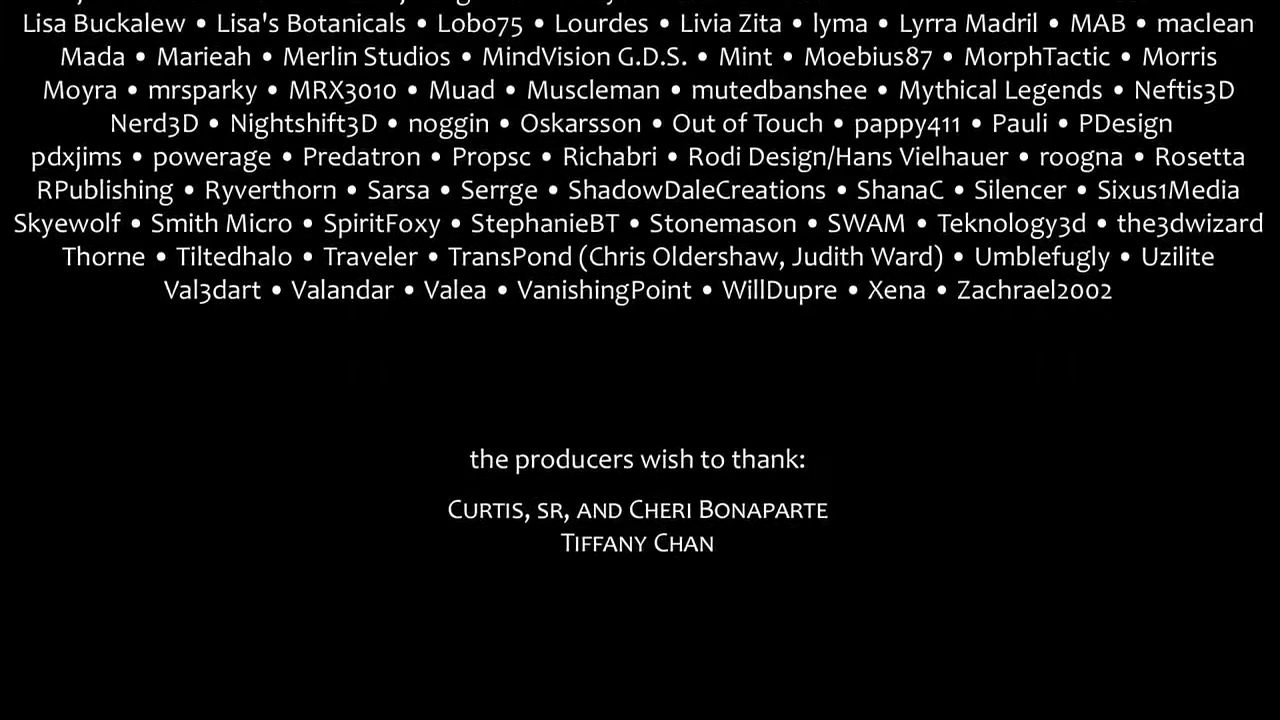 Lisa Buckalew • Lisa's Botanicals • Lobo75 • Lourdes • Livia Zita • lyma • Lyrra Madril • MAB • maclean
Mada • Marieah • Merlin Studios • MindVision G.D.S. • Mint • Moebius87 • MorphTactic • Morris
Moyra • mrsparky • MRX3010 • Muad • Muscleman • mutedbanshee • Mythical Legends • Neftis3D
Nerd3D • Nightshift3D • noggin • Oskarsson • Out of Touch • pappy411 • Pauli • PDesign
pdxjims • powerage • Predatron • Propsc • Richabri • Rodi Design/Hans Vielhauer • roogna • Rosetta
RPublishing • Ryverthorn • Sarsa • Serrge • ShadowDaleCreations • ShanaC • Silencer • Sixus1Media
Skyewolf • Smith Micro • SpiritFoxy • StephanieBT • Stonemason • SWAM • Teknology3d • the3dwizard
Thorne • Tiltedhalo • Traveler • TransPond (Chris Oldershaw, Judith Ward) • Umblefugly • Uzilite
Val3dart • Valandar • Valea • VanishingPoint • WillDupre • Xena • Zachrael2002
the producers wish to thank:
CURTIS, SR, AND CHERI BONAPARTE
TIFFANY CHAN